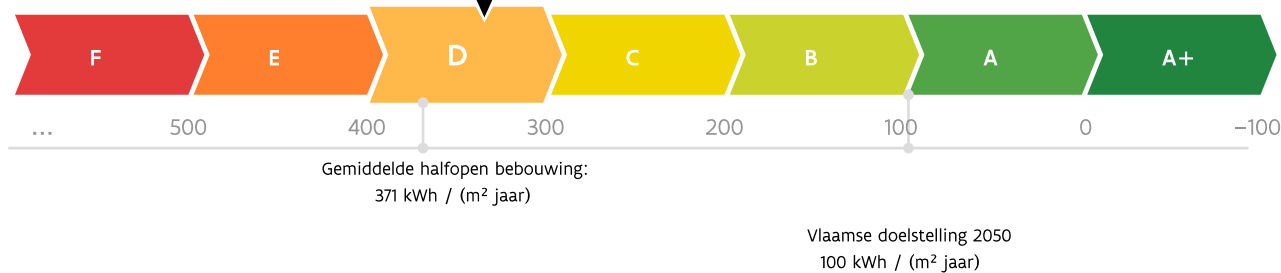 F E D C B A A+
... 500 400 300 200 100 0 −100
Gemiddelde halfopen bebouwing:
371 kWh / (m² jaar)
Vlaamse doelstelling 2050
100 kWh / (m² jaar)